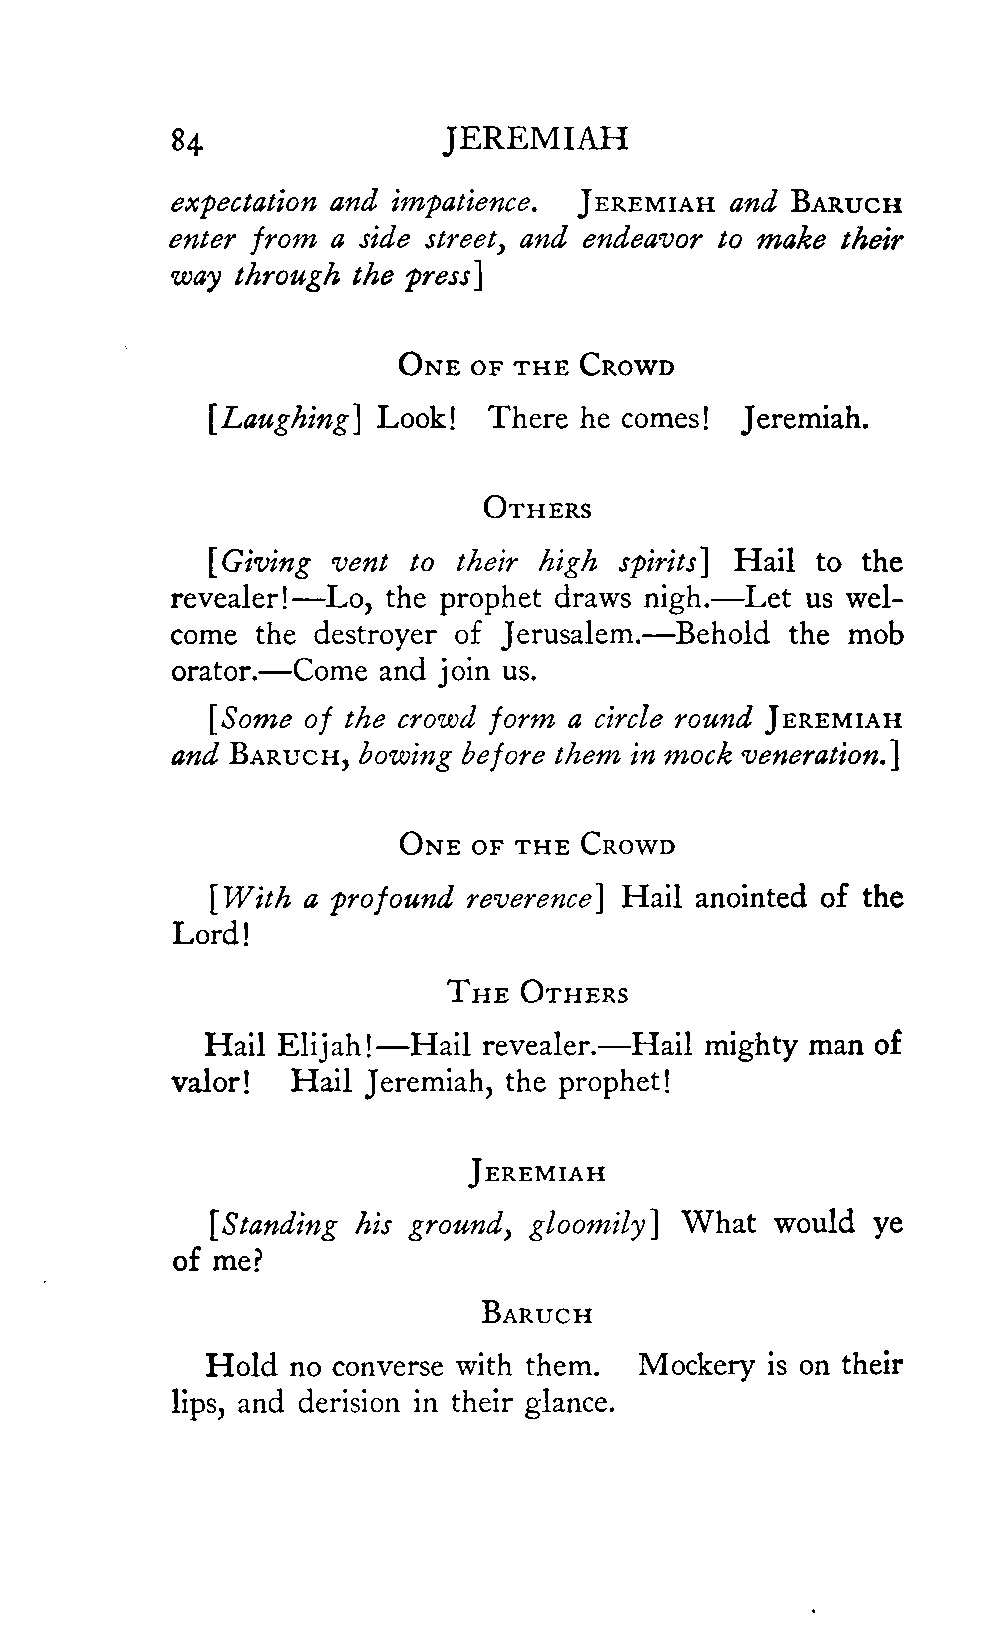 84 JEREMIAH
expectation and impatience. JEREMIAH and BARUCH
enter from a side street, and endeavor to make their
way through the press]
ONE OF THE CROWD
[Laughing] Look! There he comes! Jeremiah.
OTHERS
[Giving vent to their high spirits] Hail to the
revealer!—Lo, the prophet draws nigh.—Let us wel-
come the destroyer of Jerusalem.—Behold the mob
orator.—Come and join us.
[Some of the crowd form a circle round JEREMIAH
and BARUCH, bowing before them in mock veneration.]
ONE OF THE CROWD
[With a profound reverence] Hail anointed of the
Lord!
THE OTHERS
Hail Elijah!—Hail revealer.—Hail mighty man of
valor! Hail Jeremiah, the prophet!
JEREMIAH
[Standing his ground, gloomily] What would ye
of me?
BARUCH
Hold no converse with them. Mockery is on their
lips, and derision in their glance.